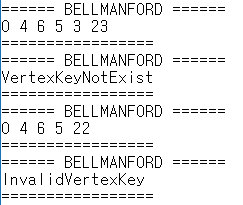 ====== BELLMANFORD ======
0 4 6 5 3 23
=================
====== BELLMANFORD ======
VertexKeyNotExist
=================
====== BELLMANFORD ======
0 4 6 5 22
=================
====== BELLMANFORD ======
InvalidVertexKey
=================